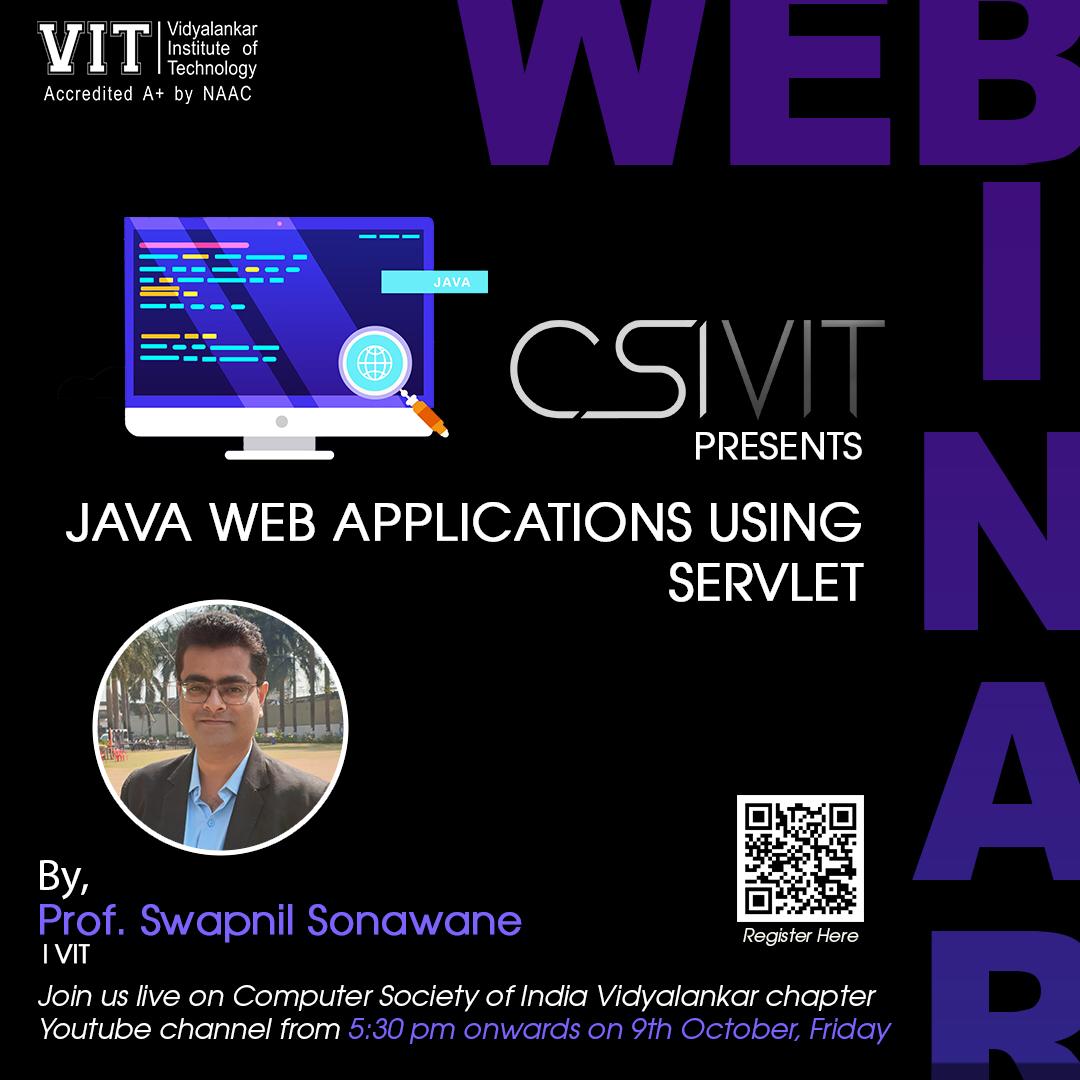 VIT
Vidyalankar
Institute of
Technology
Accredited A+ by NAAC
WEBINAR
JAVA
CSIVIT
PRESENTS
JAVA WEB APPLICATIONS USING
SERVLET
By,
Prof. Swapnil Sonawane
I VIT
Register Here
Join us live on Computer Society of India Vidyalankar chapter
Youtube channel from 5:30 pm onwards on 9th October, Friday